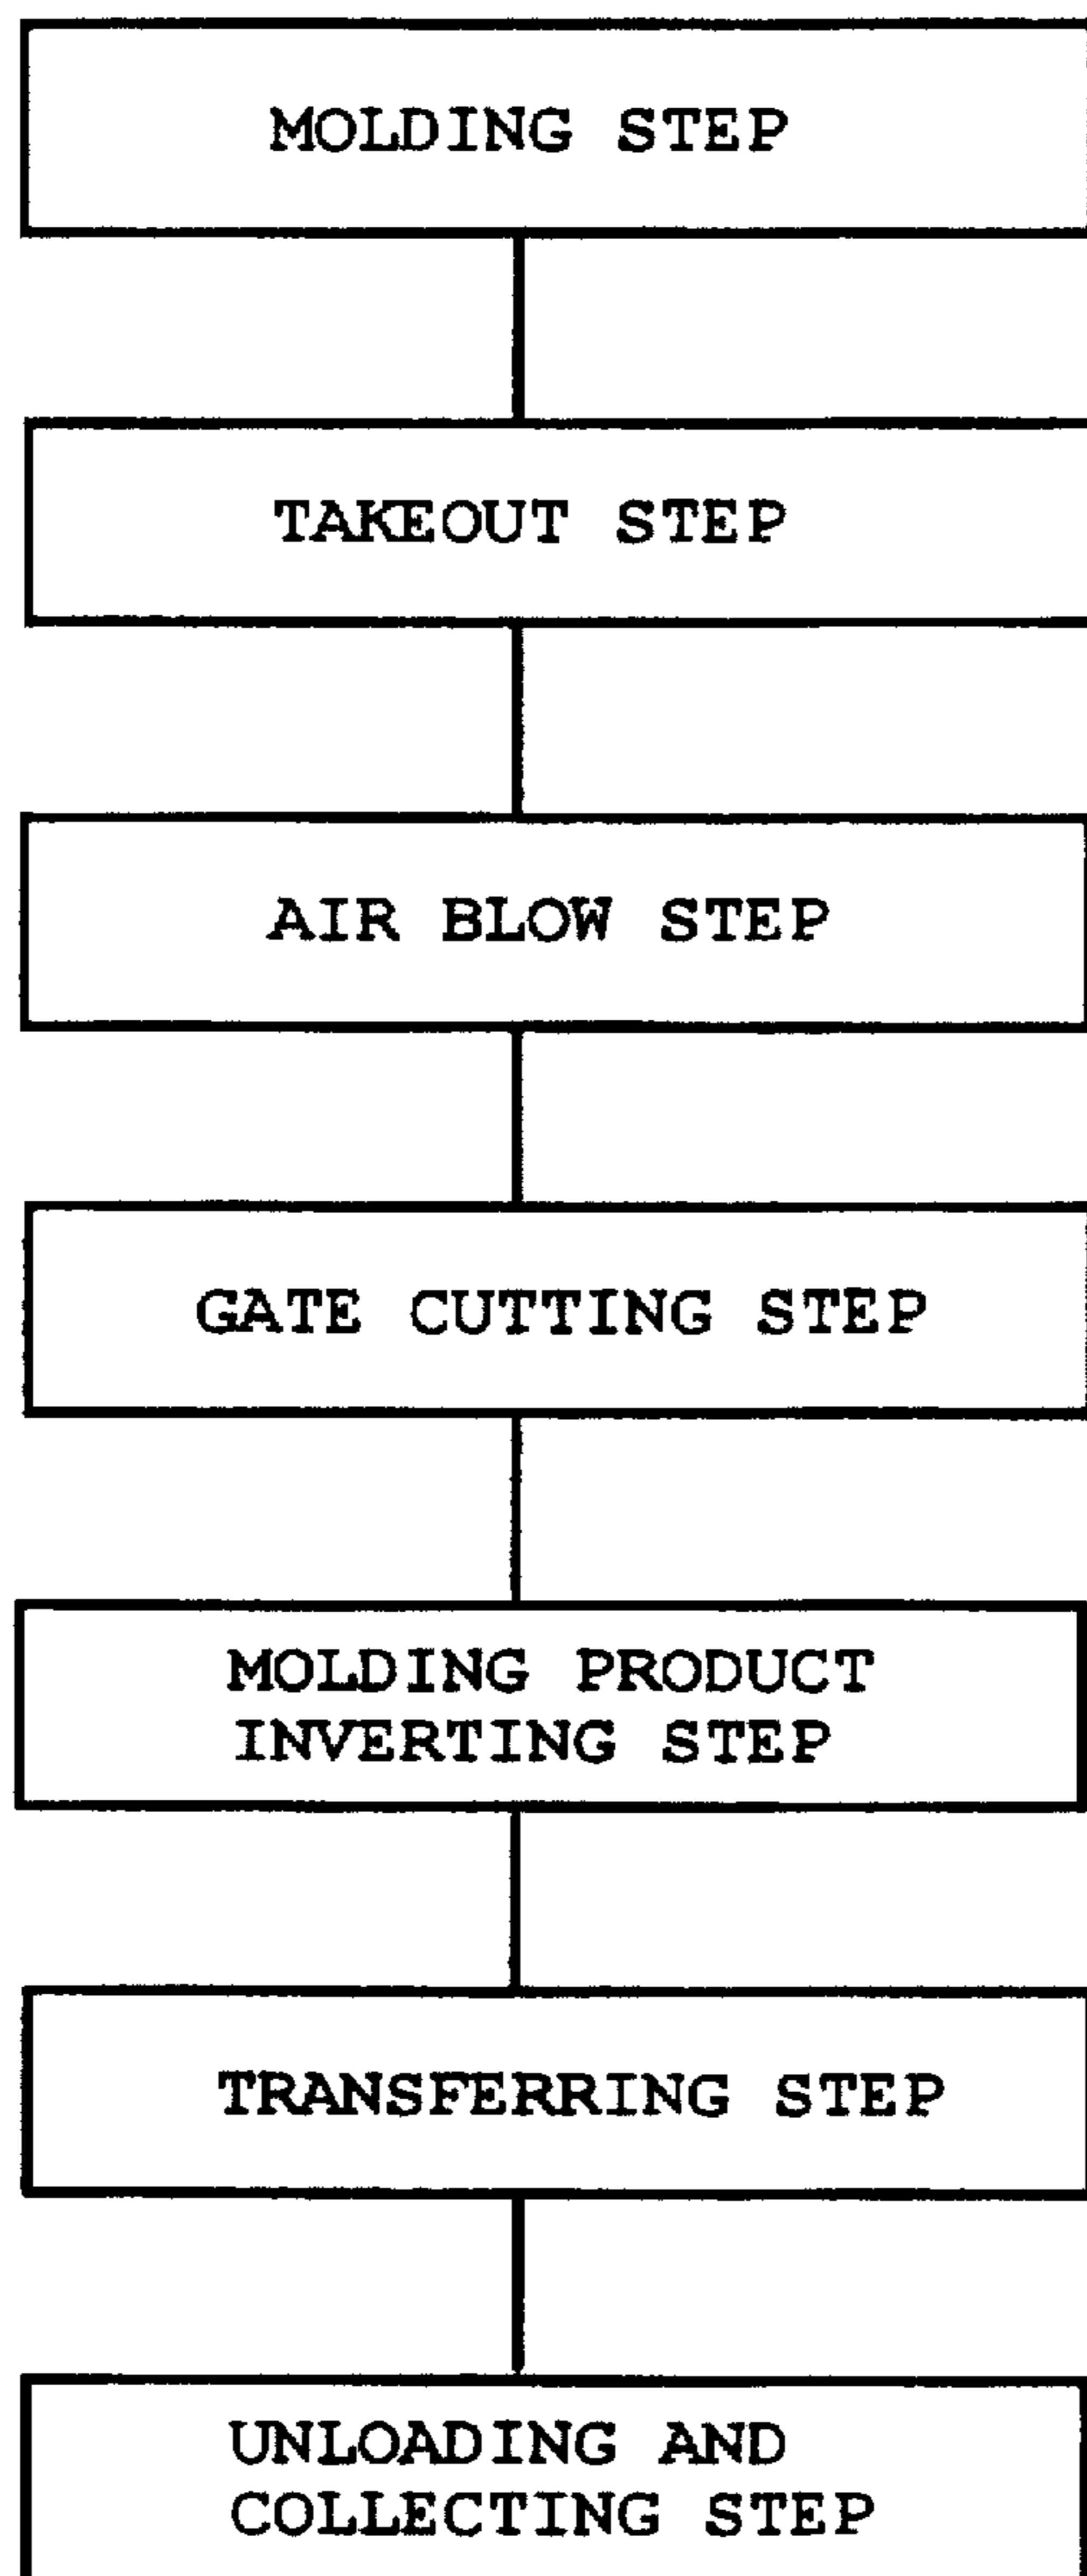 MOLDING STEP
TAKEOUT STEP
AIR BLOW STEP
GATE CUTTING STEP
MOLDING PRODUCT
INVERTING STEP
TRANSFERRING STEP
UNLOADING AND
COLLECTING STEP